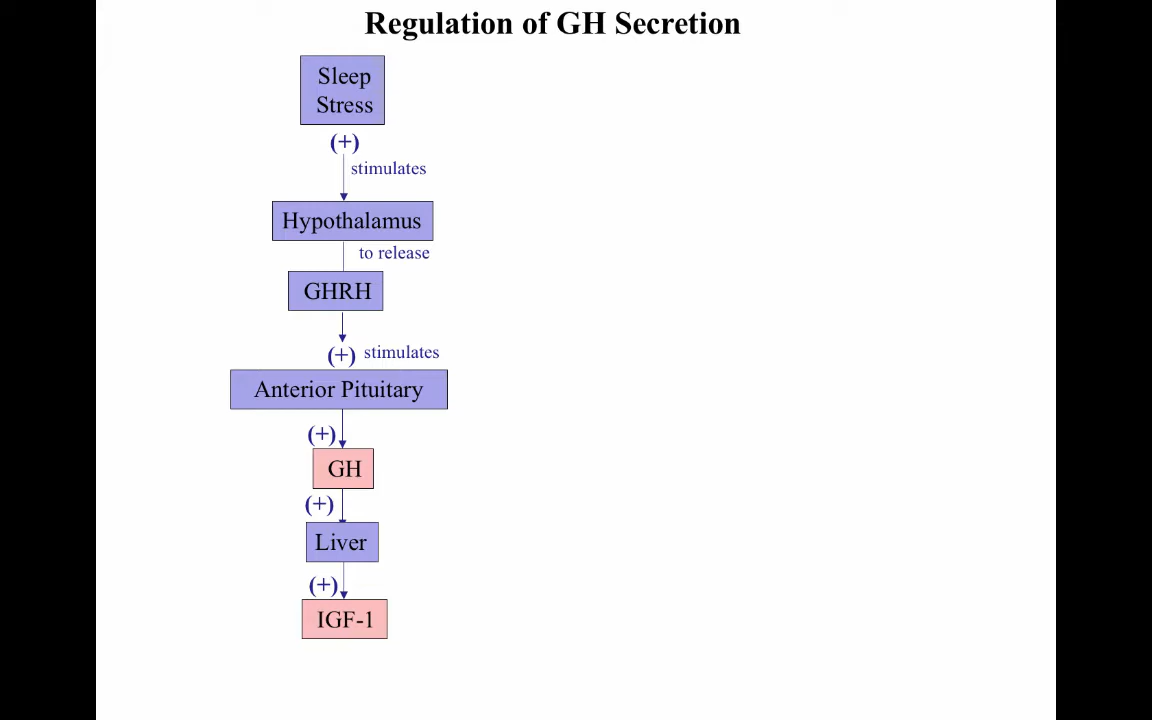 Regulation of GH Secretion
Sleep
Stress
(+)
stimulates
Hypothalamus
to release
GHRH
(+) stimulates
Anterior Pituitary
(+)
GH
(+)
Liver
(+)
IGF-1